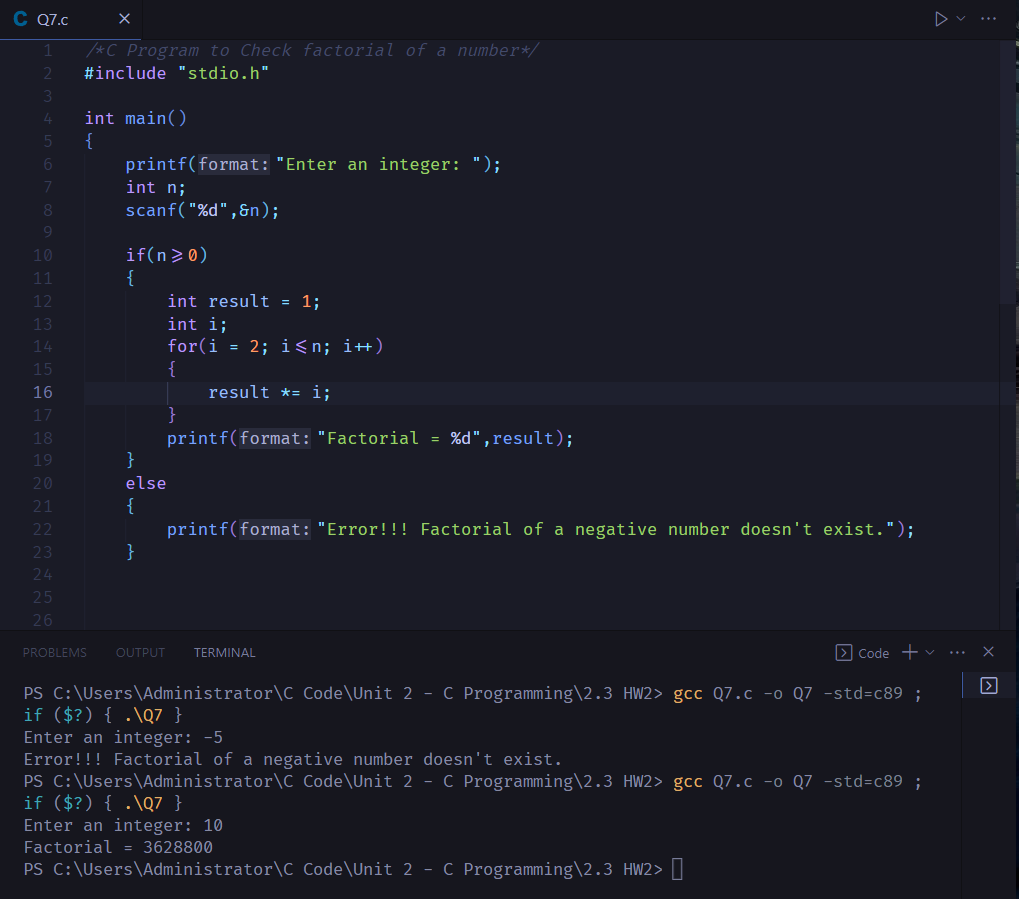 C Q7.c
1 /*C Program to Check factorial of a number*/
2 #include "stdio.h"
3
4 int main()
5 {
6 printf(format: "Enter an integer: ");
7 int n;
8 scanf("%d",&n);
9
10 if(n>=0)
11 {
12 int result = 1;
13 int i;
14 for(i = 2; i<=n; i++)
15 {
16 result *= i;
17 }
18 printf(format: "Factorial = %d",result);
19 }
20 else
21 {
22 printf(format: "Error!!! Factorial of a negative number doesn't exist.");
23 }
24
25
26
PROBLEMS OUTPUT TERMINAL Code
PS C:\Users\Administrator\C Code\Unit 2 - C Programming\2.3 HW2> gcc Q7.c -o Q7 -std=c89 ;
if ($?) { .\Q7 }
Enter an integer: -5
Error!!! Factorial of a negative number doesn't exist.
PS C:\Users\Administrator\C Code\Unit 2 - C Programming\2.3 HW2> gcc Q7.c -o Q7 -std=c89 ;
if ($?) { .\Q7 }
Enter an integer: 10
Factorial = 3628800
PS C:\Users\Administrator\C Code\Unit 2 - C Programming\2.3 HW2>